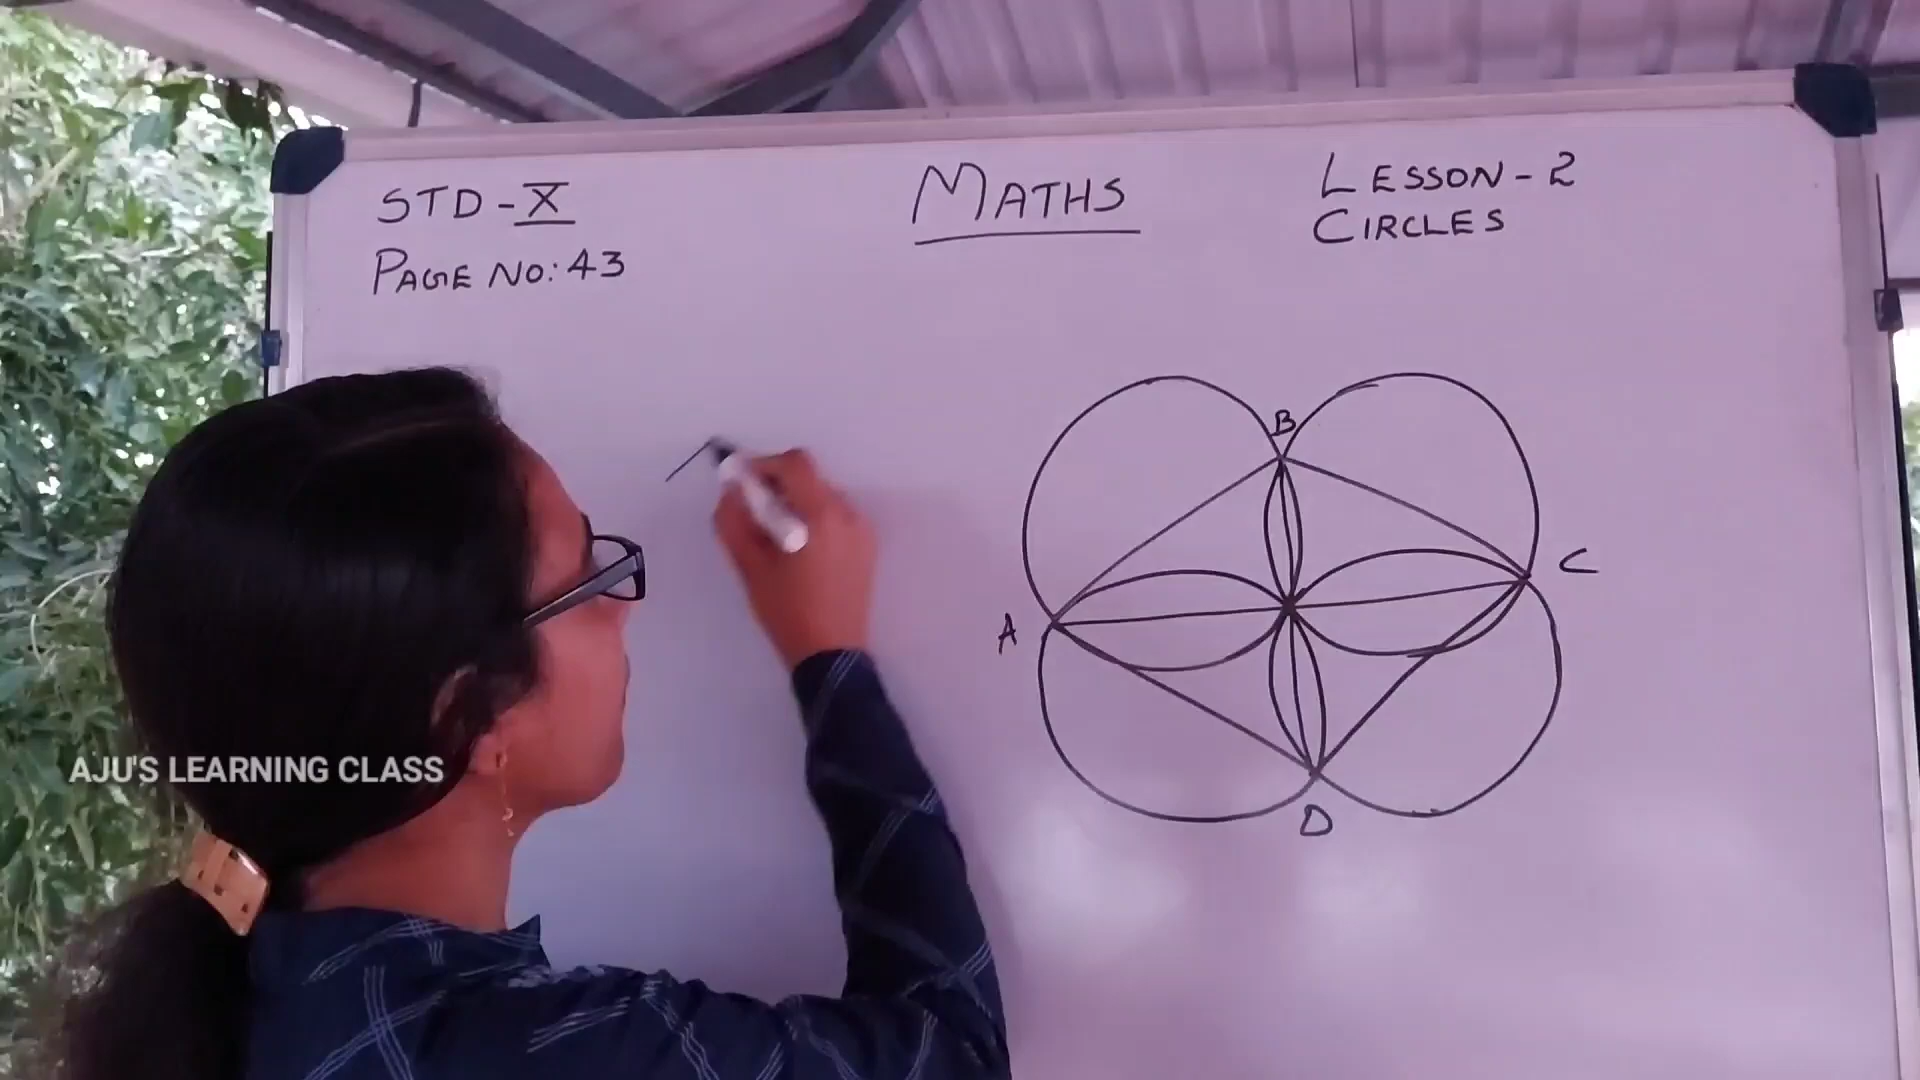 STD - X
PAGE NO: 43
MATHS
LESSON - 2
CIRCLES
B
C
A
D
AJU'S LEARNING CLASS